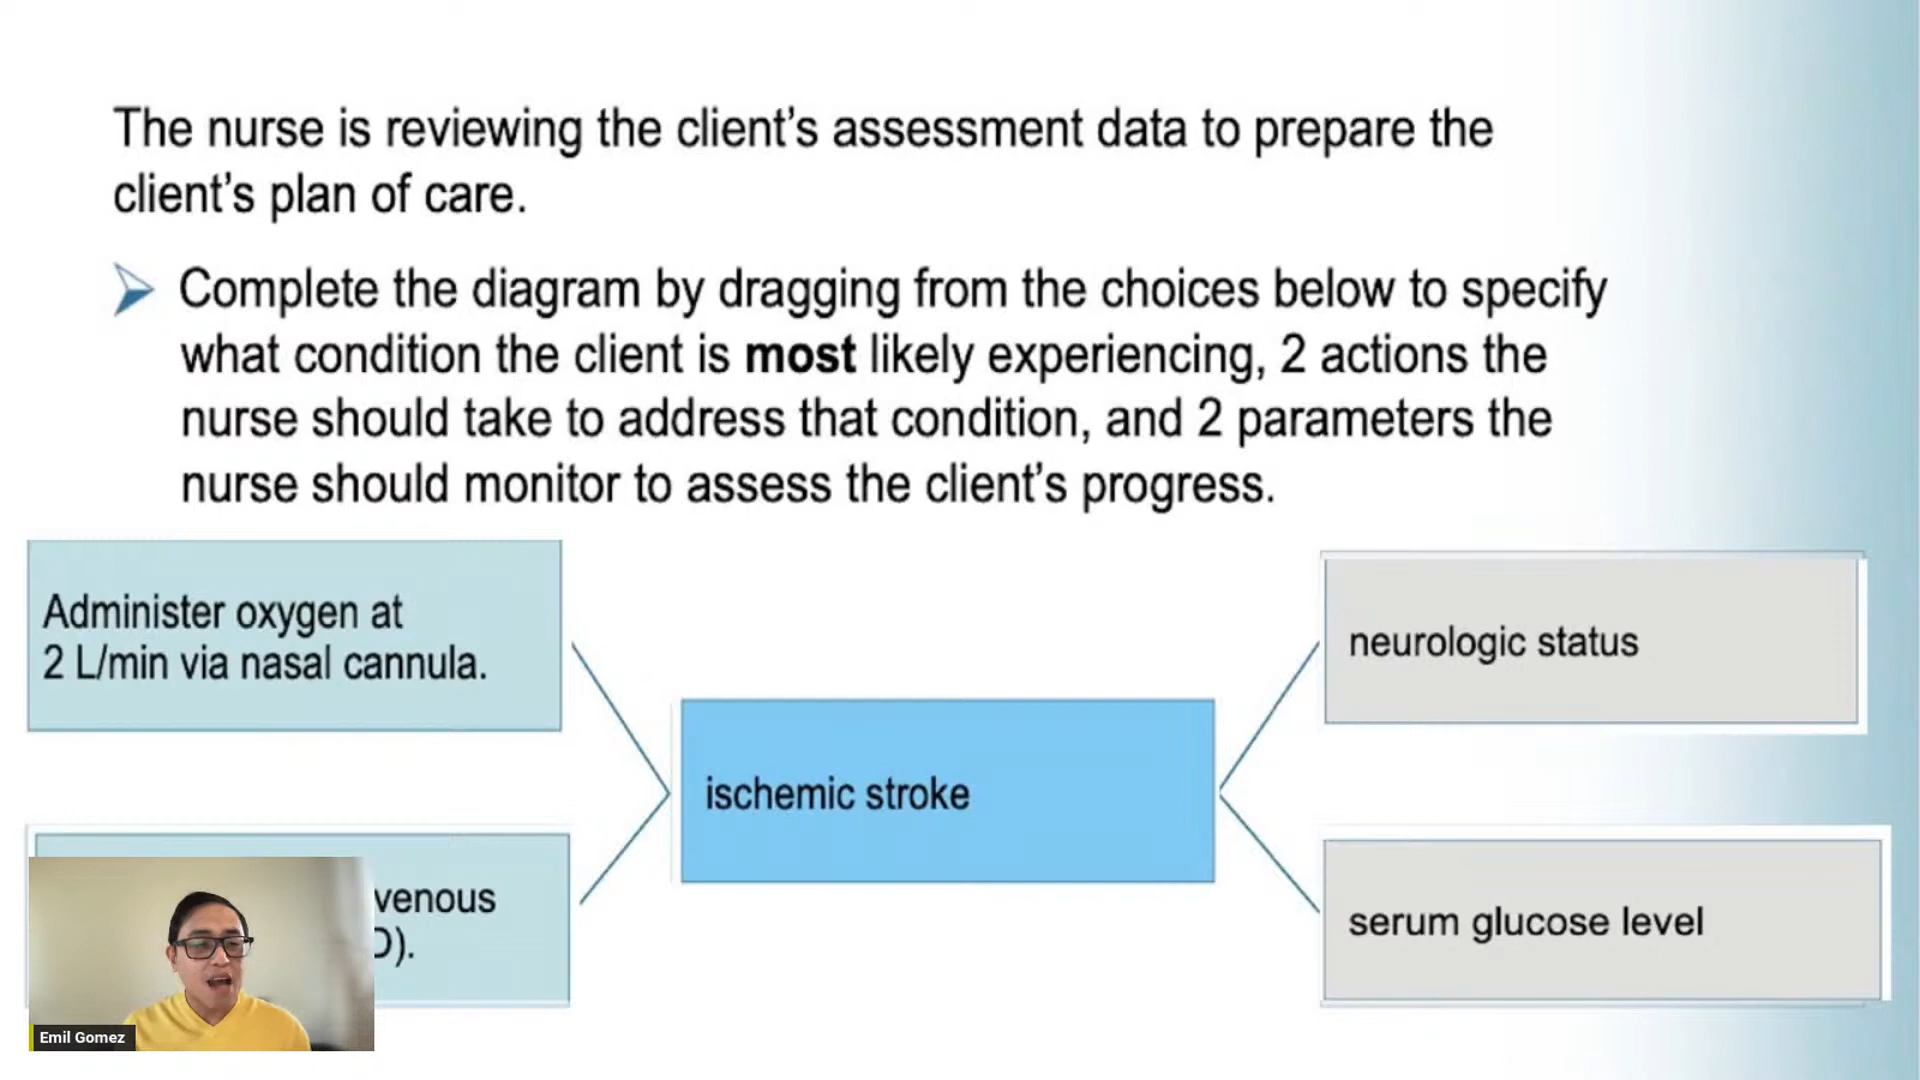 The nurse is reviewing the client's assessment data to prepare the
client's plan of care.
Complete the diagram by dragging from the choices below to specify
what condition the client is most likely experiencing, 2 actions the
nurse should take to address that condition, and 2 parameters the
nurse should monitor to assess the client's progress.
Administer oxygen at
2 L/min via nasal cannula.
neurologic status
ischemic stroke
venous
D).
serum glucose level
Emil Gomez